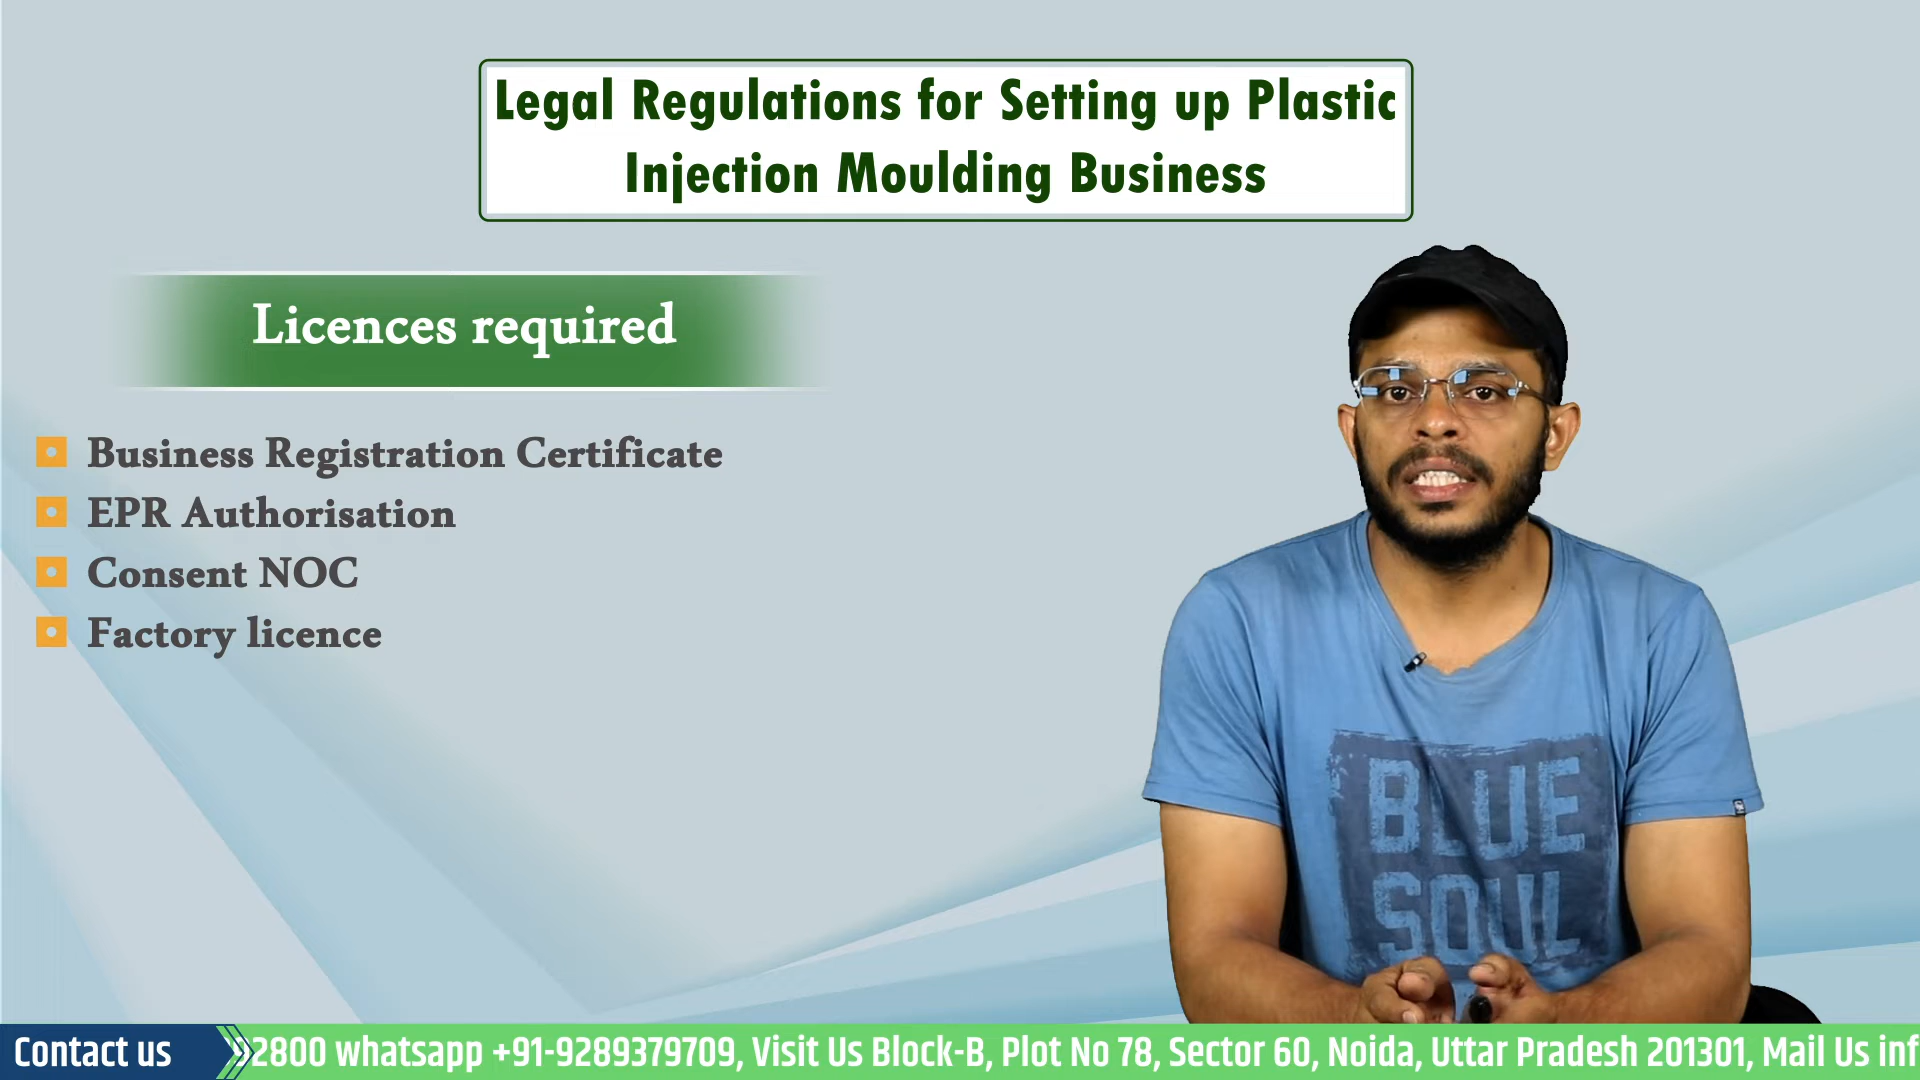 Legal Regulations for Setting up Plastic
Injection Moulding Business
Licences required
Business Registration Certificate
EPR Authorisation
Consent NOC
Factory licence
BLUE
SOUL
Contact us
2800 whatsapp +91-9289379709, Visit Us Block-B, Plot No 78, Sector 60, Noida, Uttar Pradesh 201301, Mail Us inf